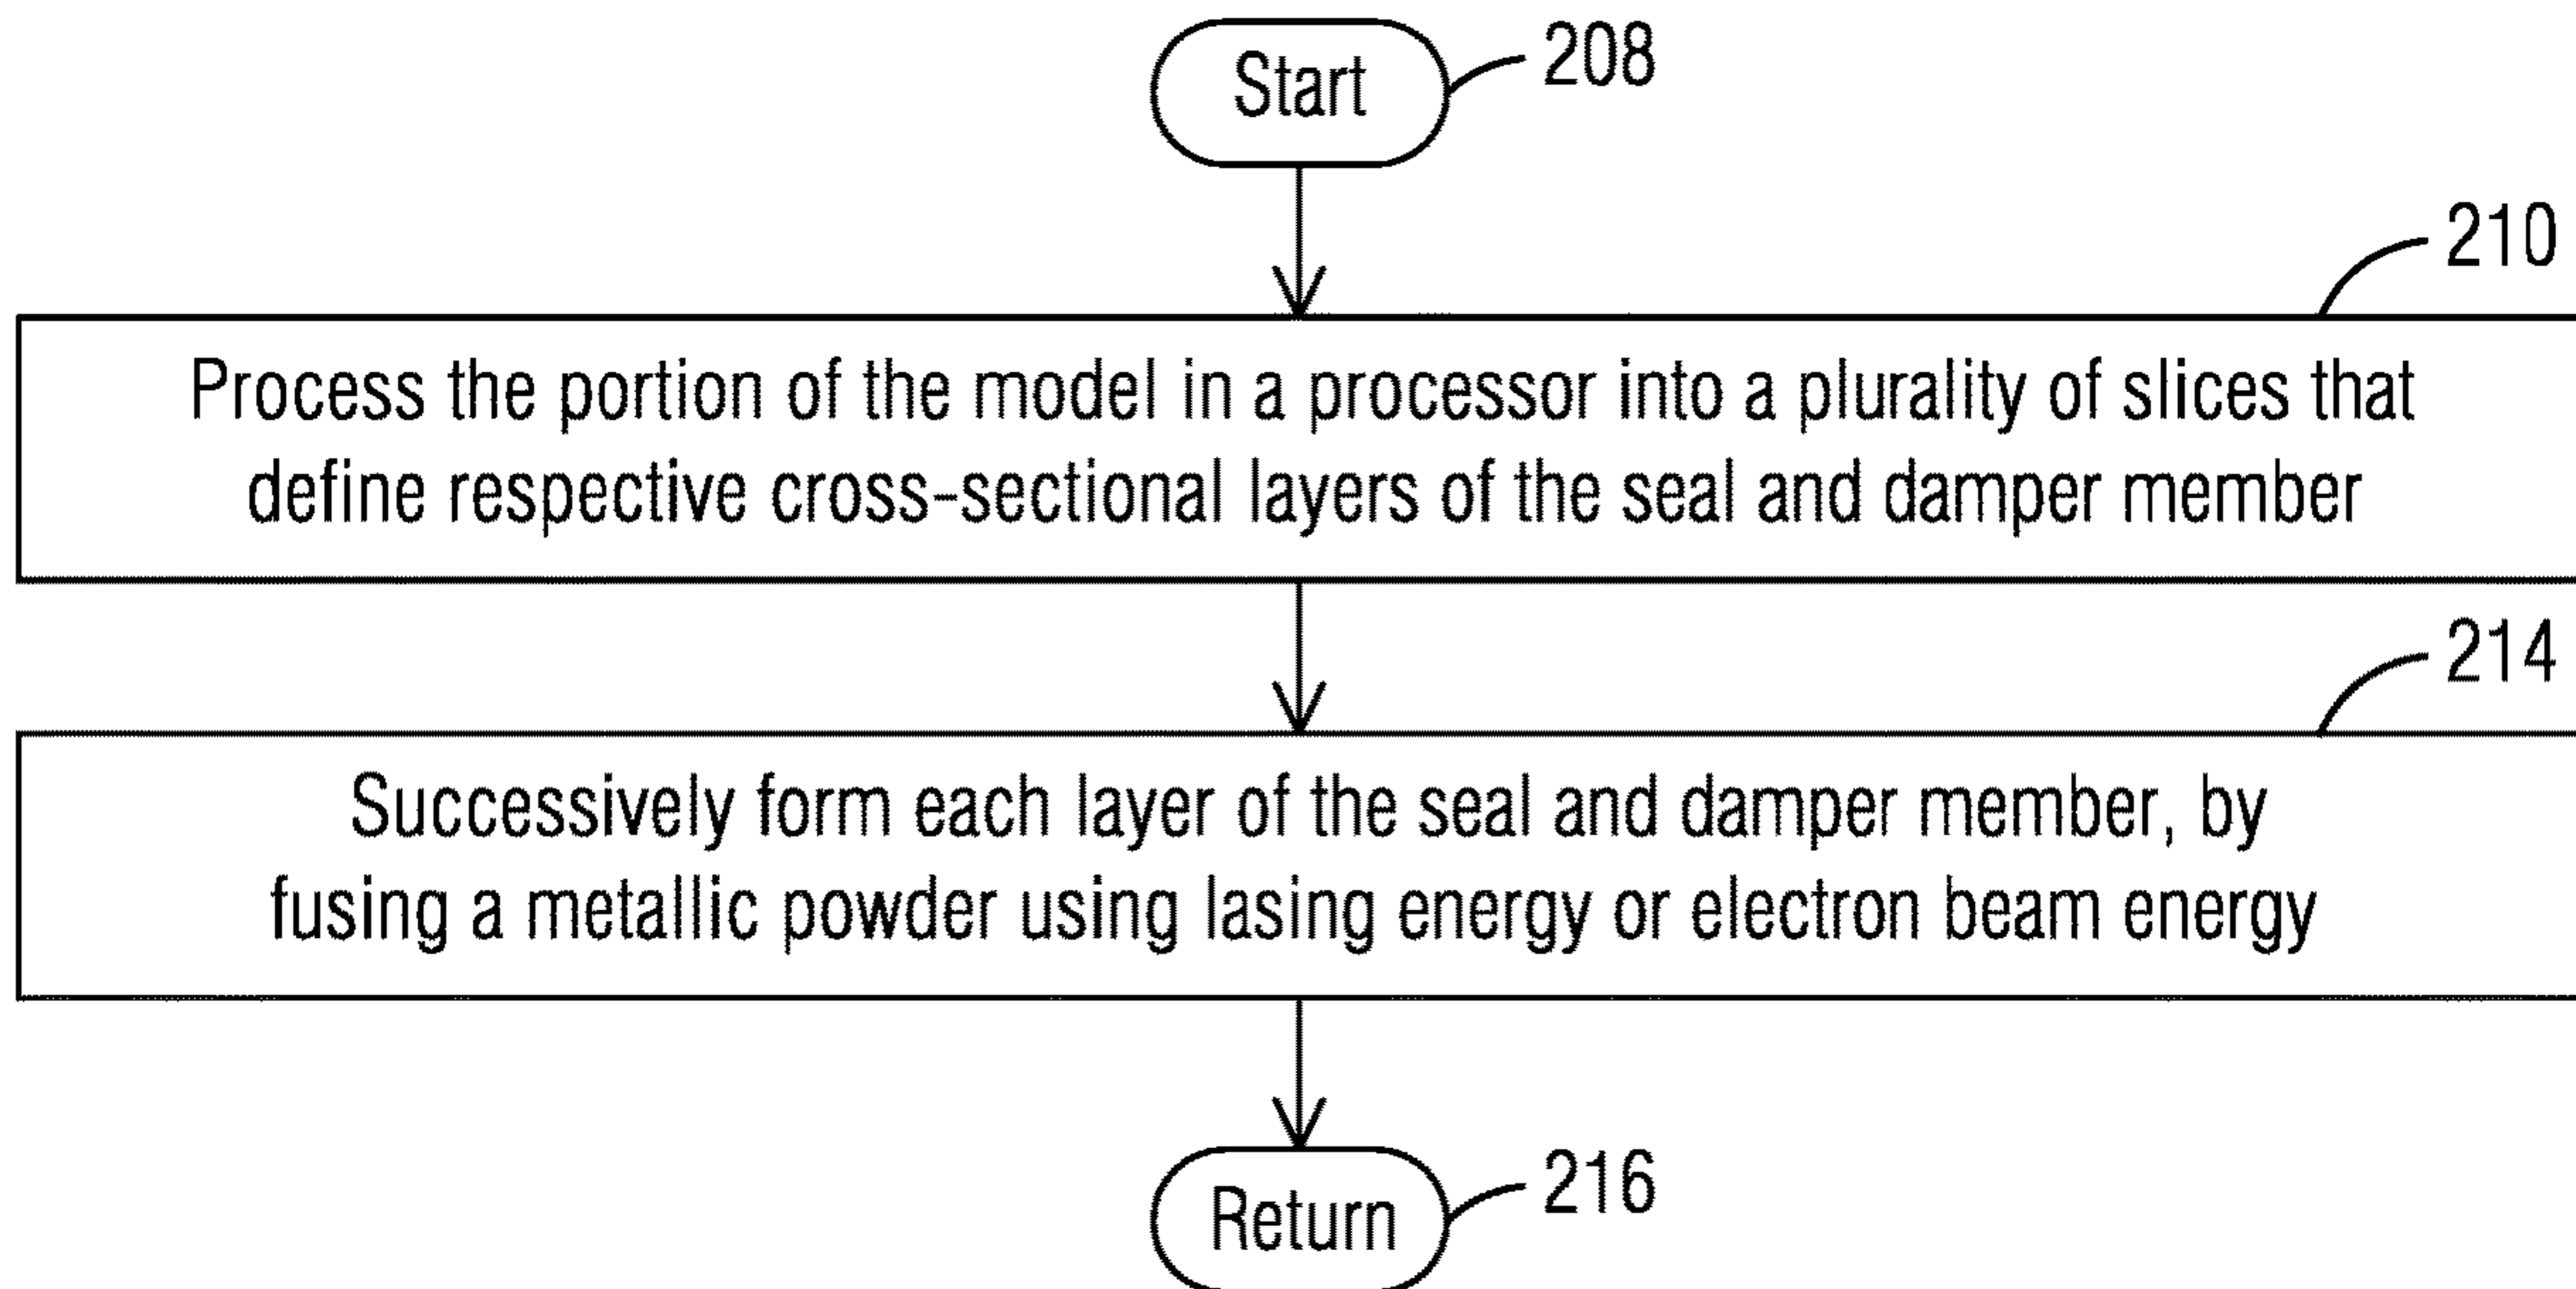 Start
208
210
Process the portion of the model in a processor into a plurality of slices that
define respective cross-sectional layers of the seal and damper member
214
Successively form each layer of the seal and damper member, by
fusing a metallic powder using lasing energy or electron beam energy
Return
216